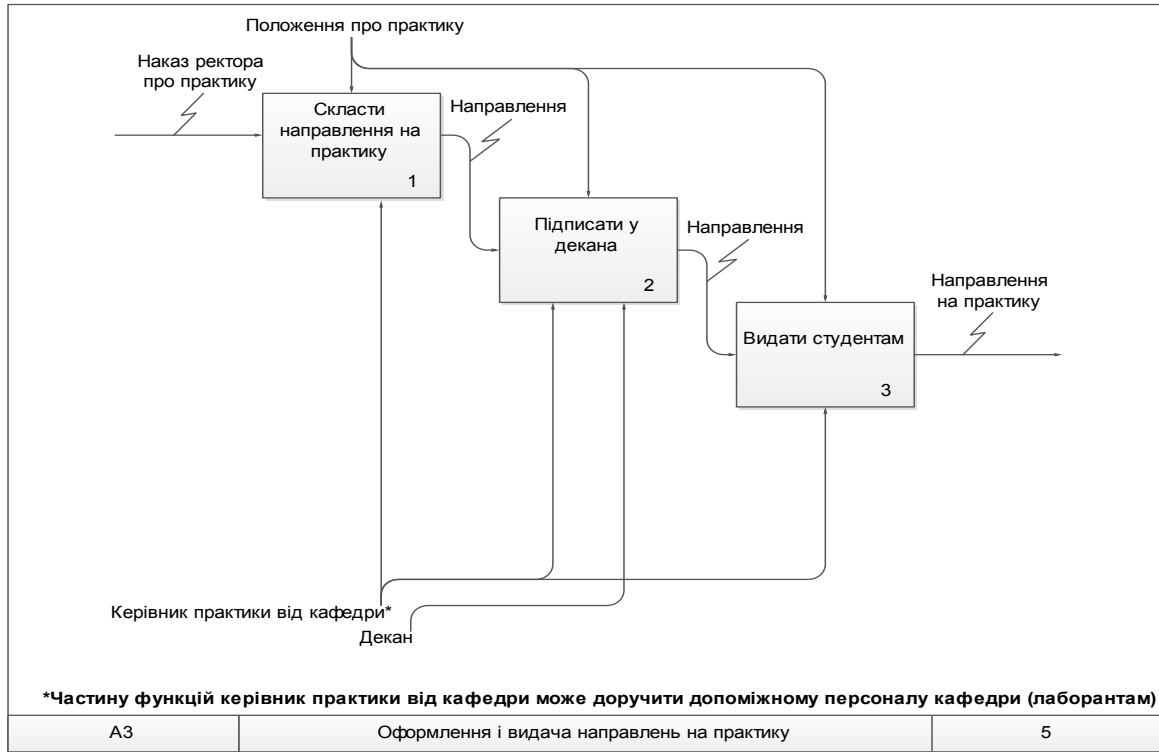 Положення про практику
Наказ ректора
про практику
Скласти
направлення на
практику
1
Направлення
Підписати у
декана
2
Направлення
Видати студентам
3
Направлення
на практику
Керівник практики від кафедри*
Декан
*Частину функцій керівник практики від кафедри може доручити допоміжному персоналу кафедри (лаборантам)
А3
Оформлення і видача направлень на практику
5